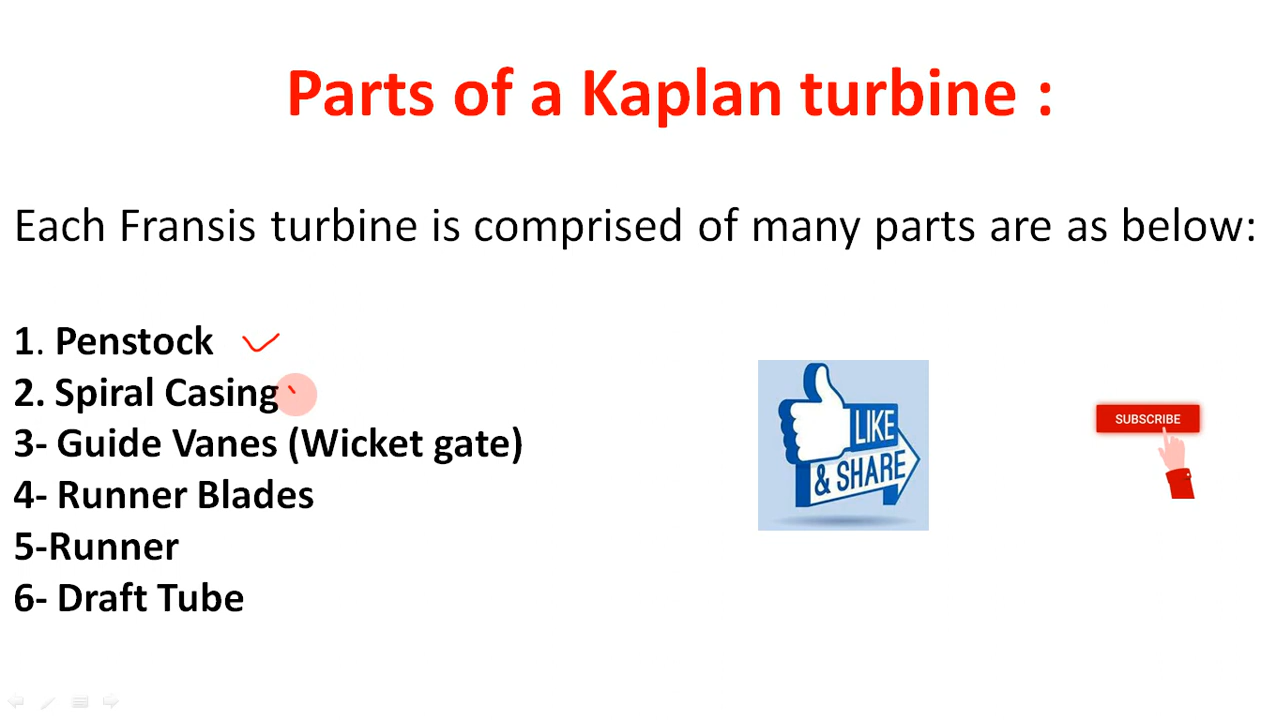 Parts of a Kaplan turbine :
Each Fransis turbine is comprised of many parts are as below:
1. Penstock
2. Spiral Casing
3- Guide Vanes (Wicket gate)
4- Runner Blades
5-Runner
6- Draft Tube
LIKE
& SHARE
SUBSCRIBE